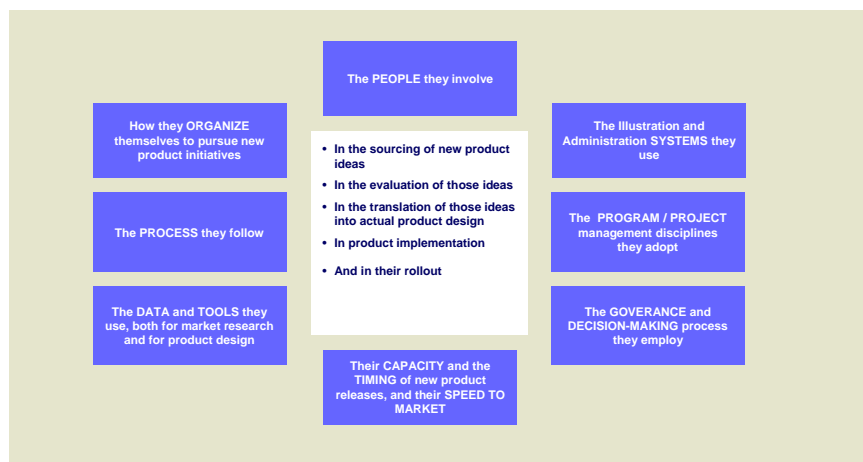 The PEOPLE they involve
How they ORGANIZE
themselves to pursue new
product initiatives
The Illustration and
Administration SYSTEMS they
use
• In the sourcing of new product
ideas
• In the evaluation of those ideas
• In the translation of those ideas
into actual product design
• In product implementation
• And in their rollout
The PROCESS they follow
The PROGRAM / PROJECT
management disciplines
they adopt
The DATA and TOOLS they
use, both for market research
and for product design
The GOVERANCE and
DECISION-MAKING process
they employ
Their CAPACITY and the
TIMING of new product
releases, and their SPEED TO
MARKET